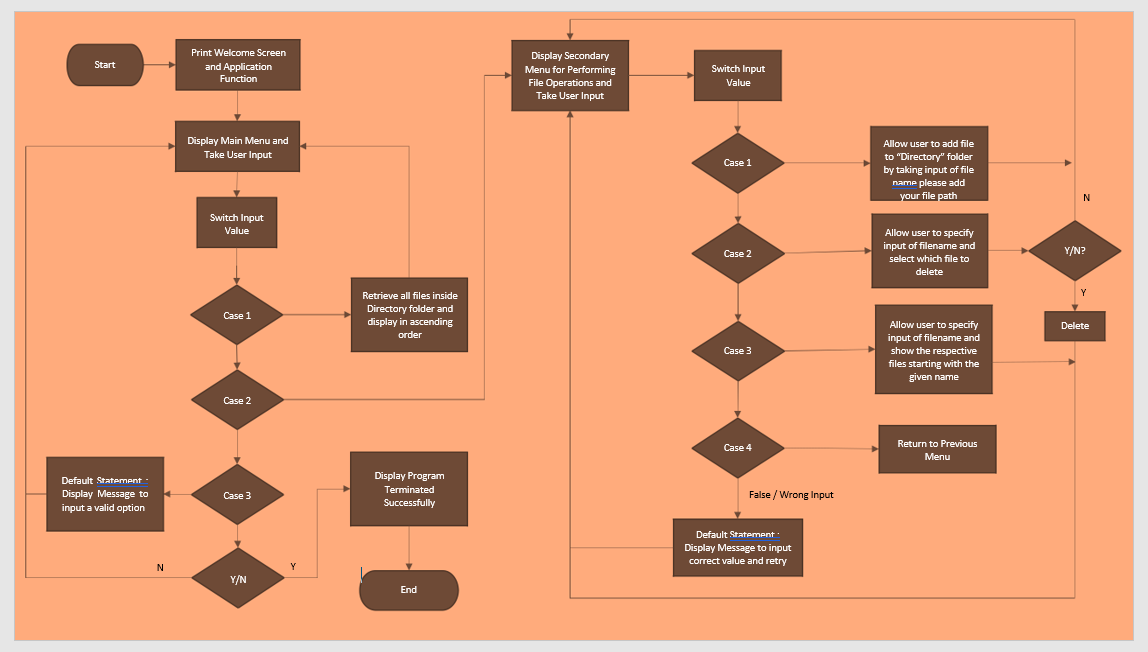 Start
Print Welcome Screen
and Application
Function
Display Main Menu and
Take User Input
Switch Input
Value
Case 1
Retrieve all files inside
Directory folder and
display in ascending
order
Case 2
Case 3
Default Statement :
Display Message to
input a valid option
Y/N
N
Y
Display Program
Terminated
Successfully
End
Display Secondary
Menu for Performing
File Operations and
Take User Input
Switch Input
Value
Case 1
Allow user to add file
to “Directory” folder
by taking input of file
name please add
your file path
Case 2
Allow user to specify
input of filename and
select which file to
delete
N
Y/N?
Y
Delete
Case 3
Allow user to specify
input of filename and
show the respective
files starting with the
given name
Case 4
Return to Previous
Menu
False / Wrong Input
Default Statement :
Display Message to input
correct value and retry